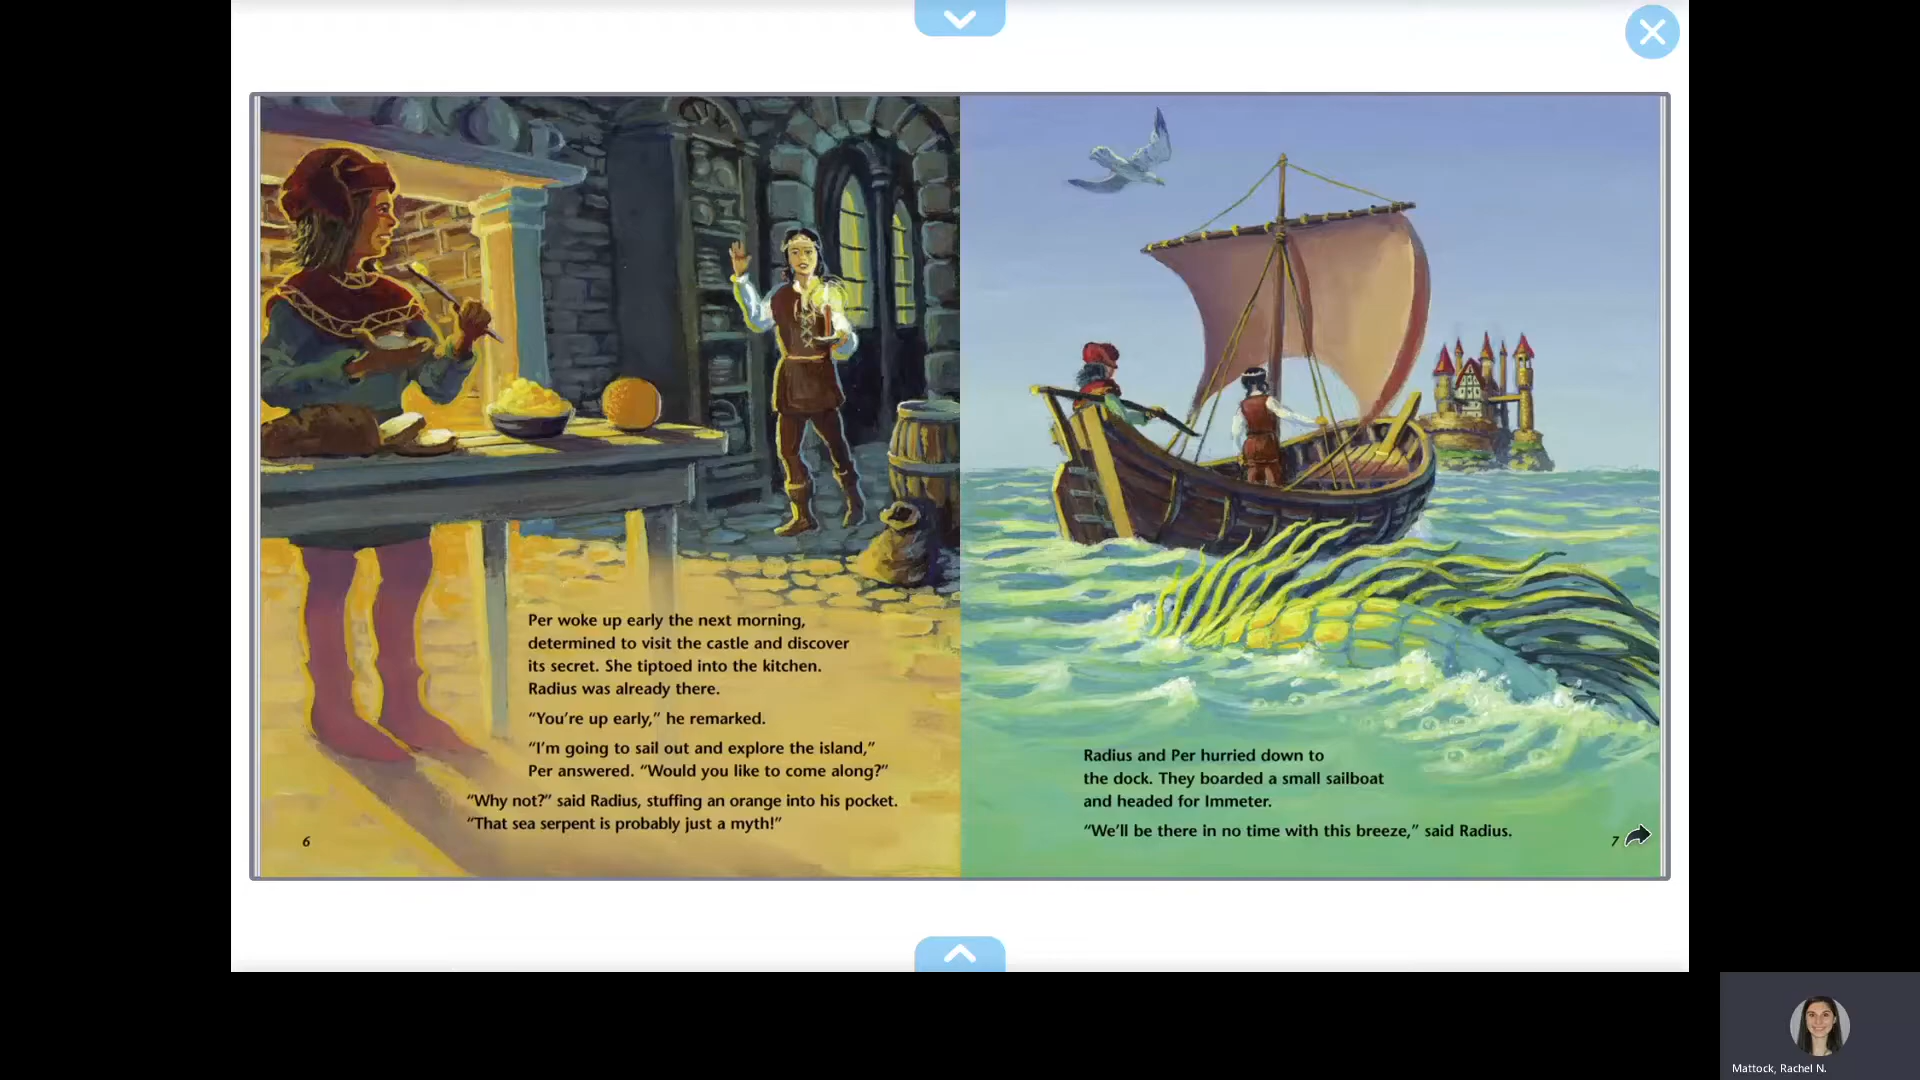 Per woke up early the next morning,
determined to visit the castle and discover
its secret. She tiptoed into the kitchen.
Radius was already there.
“You’re up early,” he remarked.
“I’m going to sail out and explore the island,”
Per answered. “Would you like to come along?”
“Why not?” said Radius, stuffing an orange into his pocket.
“That sea serpent is probably just a myth!”
6
Radius and Per hurried down to
the dock. They boarded a small sailboat
and headed for Immeter.
“We’ll be there in no time with this breeze,” said Radius.
7
Mattock, Rachel N.